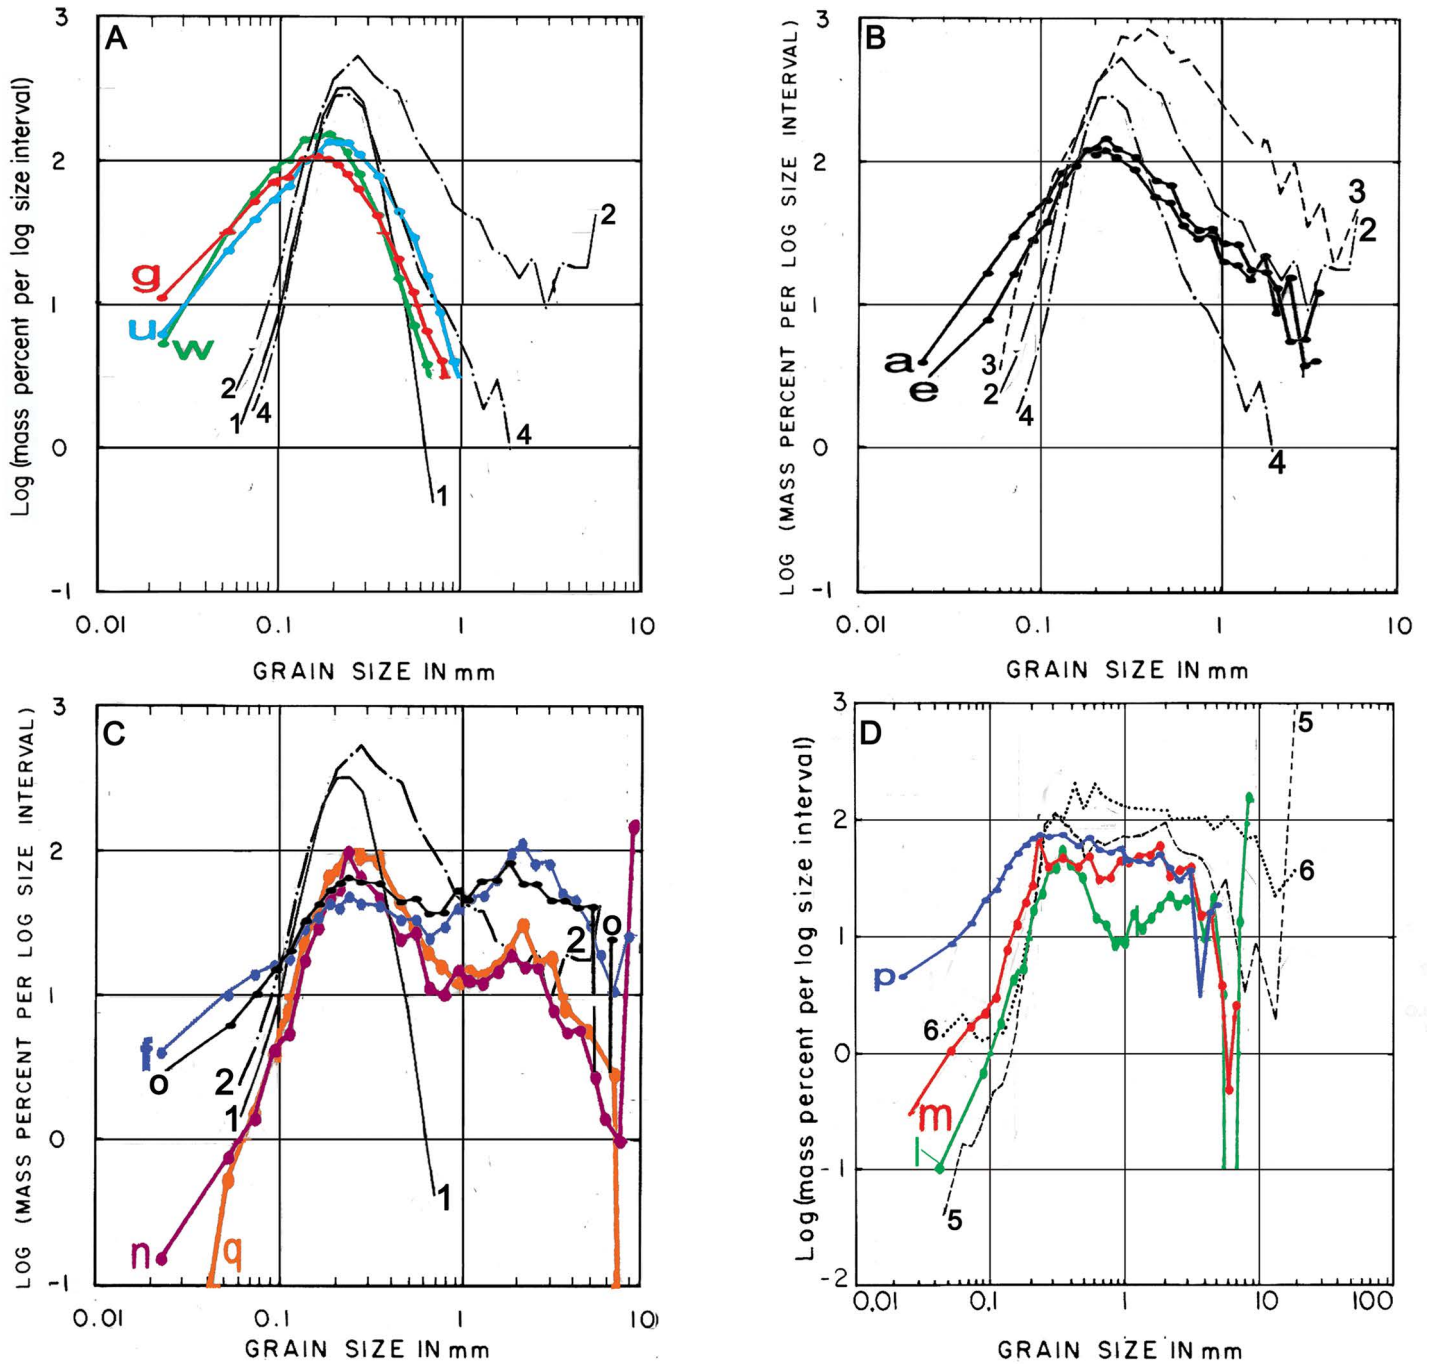 A
Log (mass percent per log size interval)
3
2
1
0
-1
g
u
w
2
1
4
2
4
1
0.01
0.1
1
10
GRAIN SIZE IN mm
B
LOG (MASS PERCENT PER LOG SIZE INTERVAL)
3
2
1
0
-1
a
e
3
2
4
3
2
4
0.01
0.1
1
10
GRAIN SIZE IN mm
C
LOG (MASS PERCENT PER LOG SIZE INTERVAL)
3
2
1
0
-1
f
o
2
1
n
q
2
o
1
0.01
0.1
1
10
GRAIN SIZE IN mm
D
Log (mass percent per log size interval)
3
2
1
0
-1
-2
p
6
m
l
5
5
6
0.01
0.1
1
10
100
GRAIN SIZE IN mm